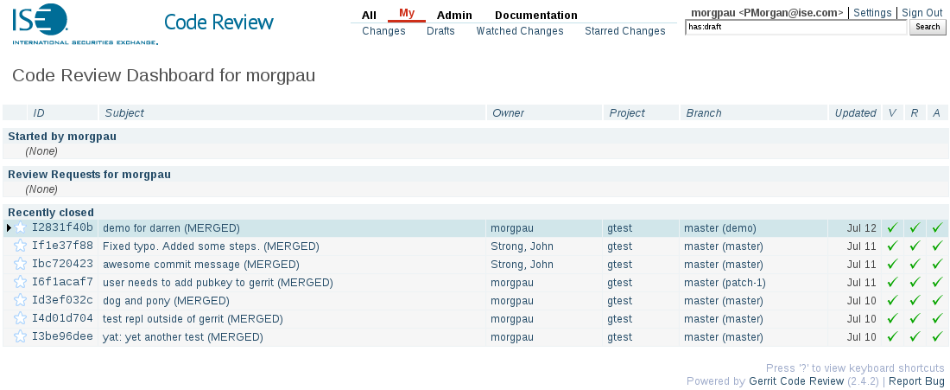 ISE Code Review All My Admin Documentation morgpau <PMorgan@ise.com> | Settings | Sign Out
Changes Drafts Watched Changes Starred Changes has:draft Search
INTERNATIONAL SECURITIES EXCHANGE.
Code Review Dashboard for morgpau
ID Subject Owner Project Branch Updated V R A
Started by morgpau
(None)
Review Requests for morgpau
(None)
Recently closed
I2831f40b demo for darren (MERGED) morgpau gtest master (demo) Jul 12
If1e37f88 Fixed typo. Added some steps. (MERGED) Strong, John gtest master (master) Jul 11
Ibc720423 awesome commit message (MERGED) Strong, John gtest master (master) Jul 11
I6f1acaf7 user needs to add pubkey to gerrit (MERGED) morgpau gtest master (patch-1) Jul 11
Id3ef032c dog and pony (MERGED) morgpau gtest master (master) Jul 10
I4d01d704 test repl outside of gerrit (MERGED) morgpau gtest master (master) Jul 10
I3be96dee yat: yet another test (MERGED) morgpau gtest master (master) Jul 10
Press '?' to view keyboard shortcuts
Powered by Gerrit Code Review (2.4.2) | Report Bug